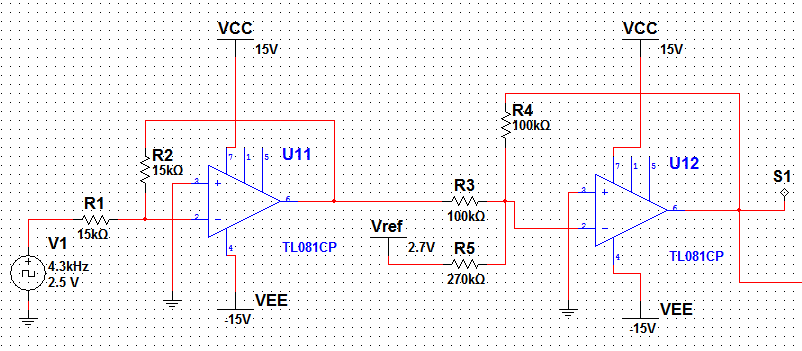 VCC
15V
VCC
15V
R4
100kΩ
R2
15kΩ
7
1
5
U11
7
1
5
U12
3
2
6
4
TL081CP
R1
15kΩ
R3
100kΩ
3
2
6
4
TL081CP
S1
V1
4.3kHz
2.5 V
Vref
2.7V
R5
270kΩ
VEE
-15V
VEE
-15V